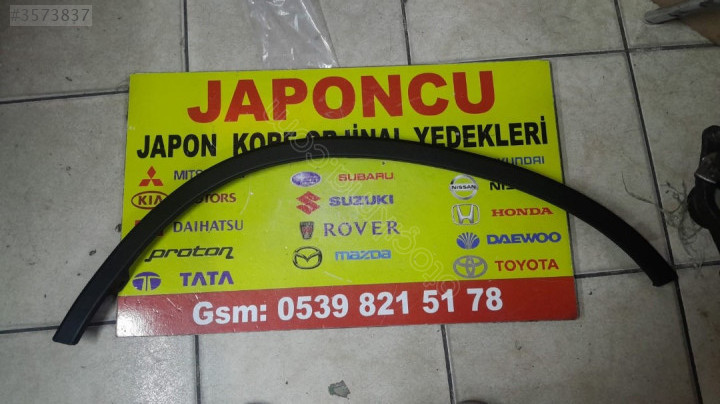 #3573837
JAPONCU
JAPON KORE ORJİNAL YEDEKLERİ
SUBARU
KIA MOTORS SUZUKI NISSAN
DAIHATSU ROVER HONDA
proton mazda DAEWOO
TATA TOYOTA
Gsm: 0539 821 51 78